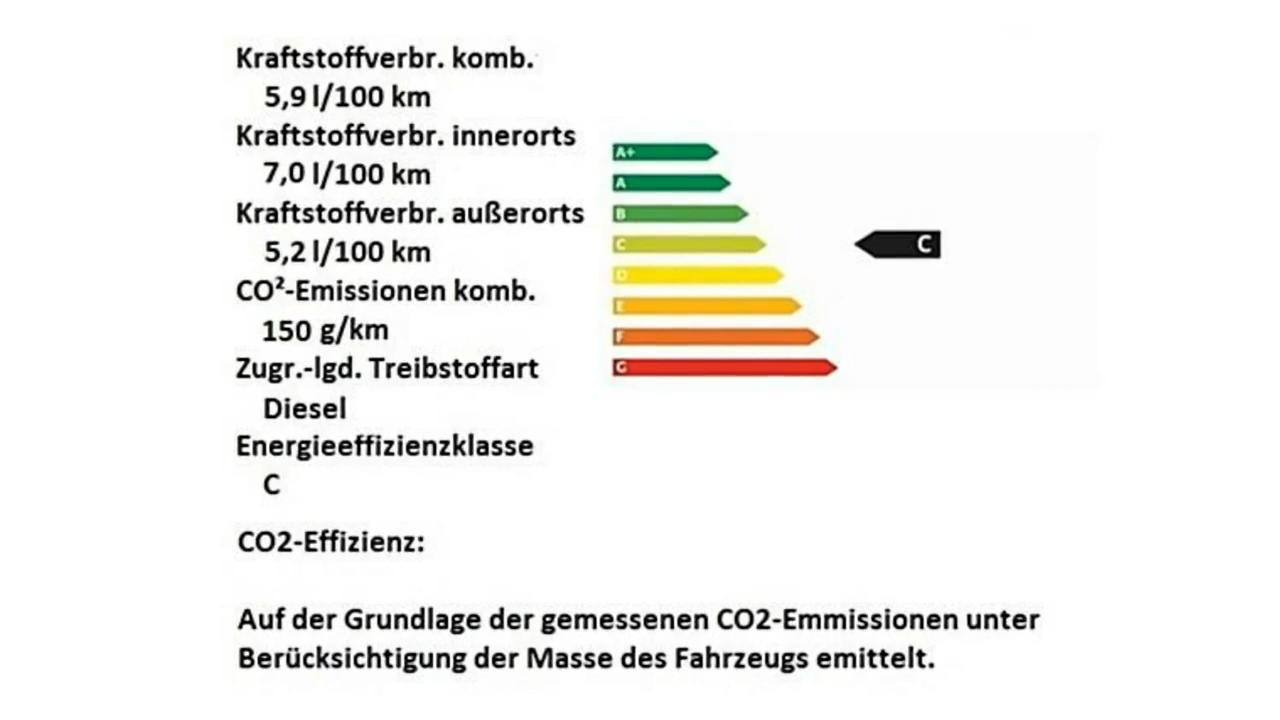 Kraftstoffverbr. komb.
5,9 l/100 km
Kraftstoffverbr. innerorts
7,0 l/100 km
Kraftstoffverbr. außerorts
5,2 l/100 km
CO²-Emissionen komb.
150 g/km
Zugr.-lgd. Treibstoffart
Diesel
Energieeffizienzklasse
C
A+
A
B
C
D
E
F
G
C
CO2-Effizienz:
Auf der Grundlage der gemessenen CO2-Emmissionen unter
Berücksichtigung der Masse des Fahrzeugs emittelt.